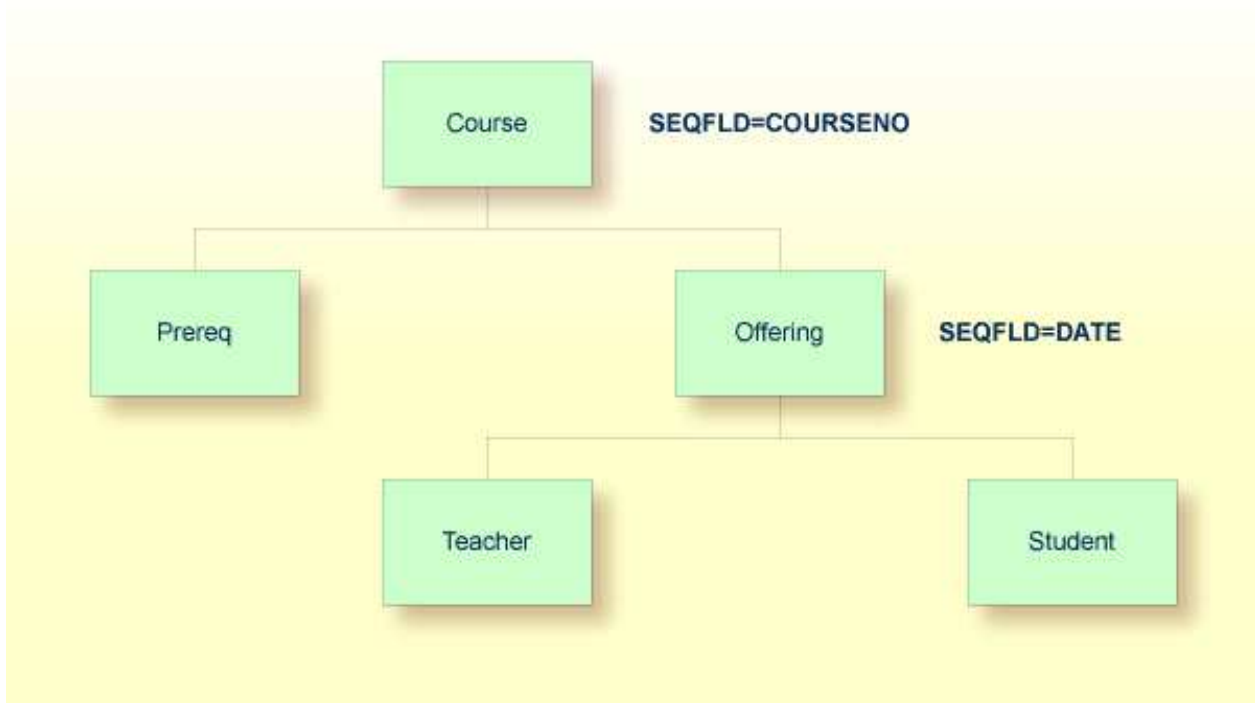 Course
SEQFLD=COURSENO
Prereq
Offering
SEQFLD=DATE
Teacher
Student